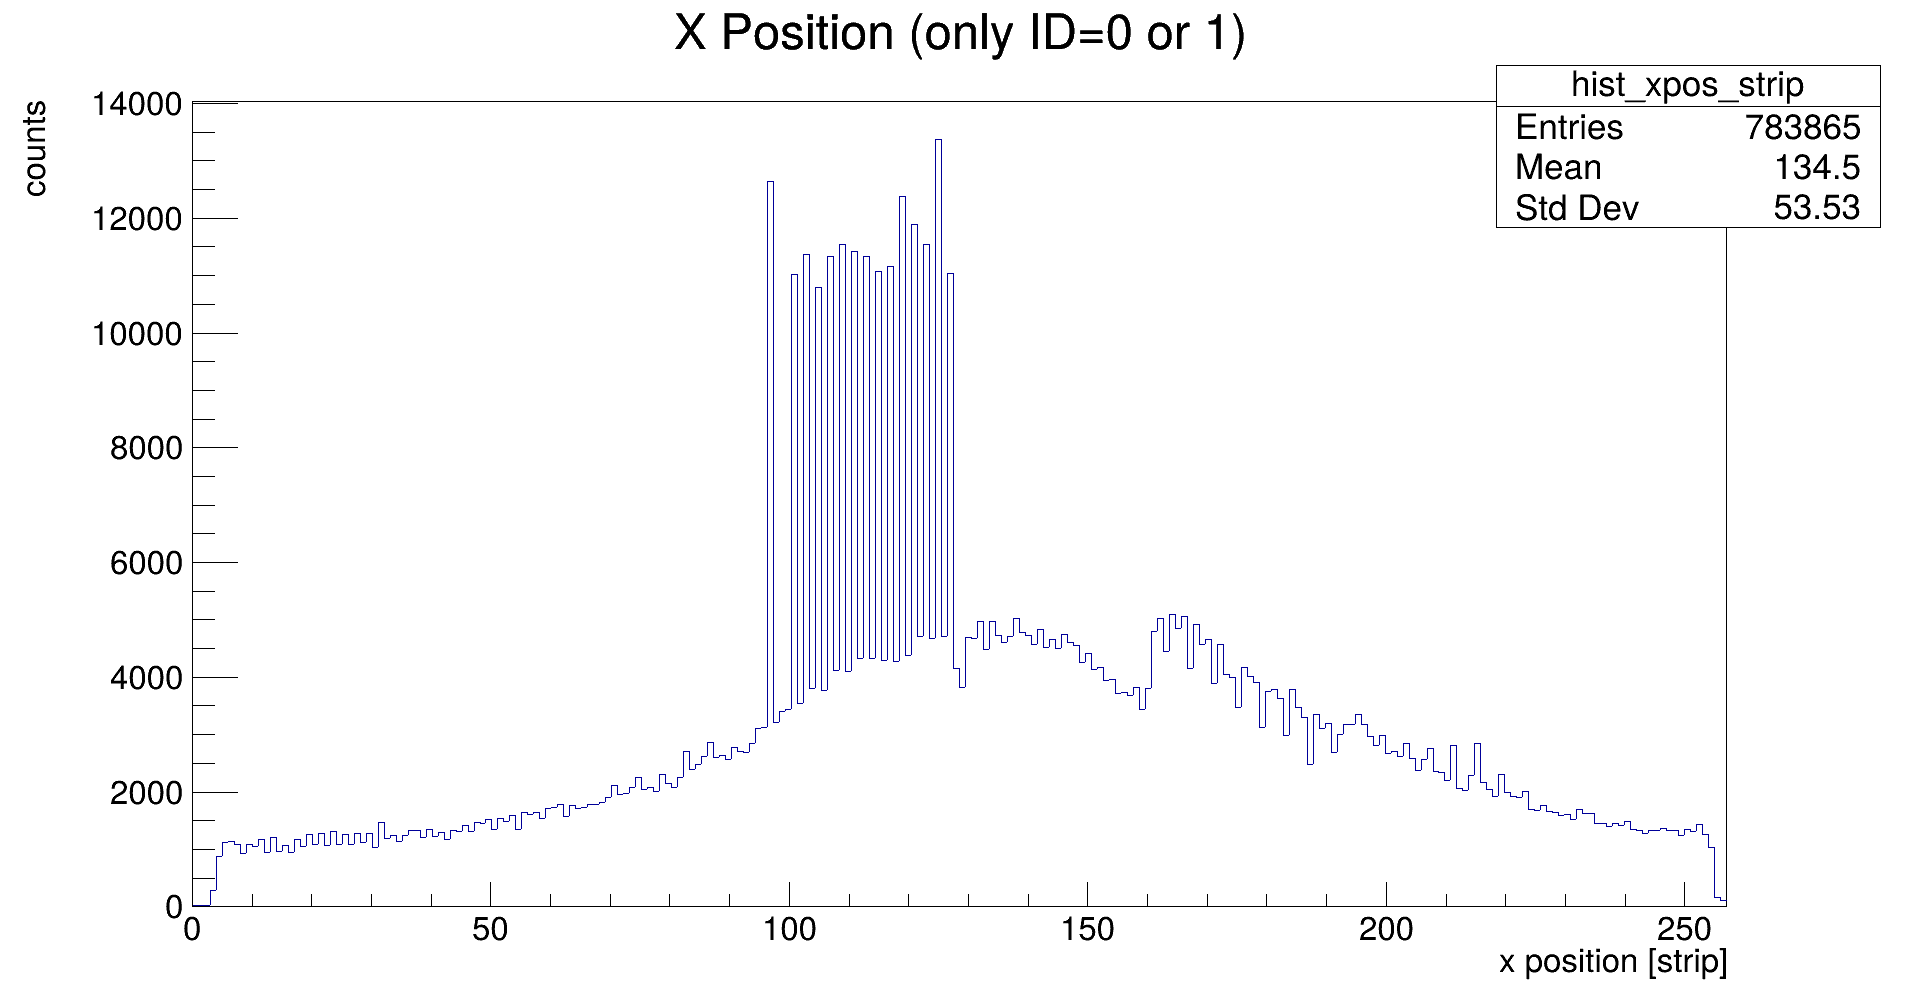 X Position (only ID=0 or 1)
hist_xpos_strip
Entries 783865
Mean 134.5
Std Dev 53.53
counts
14000
12000
10000
8000
6000
4000
2000
0
0 50 100 150 200 250
x position [strip]